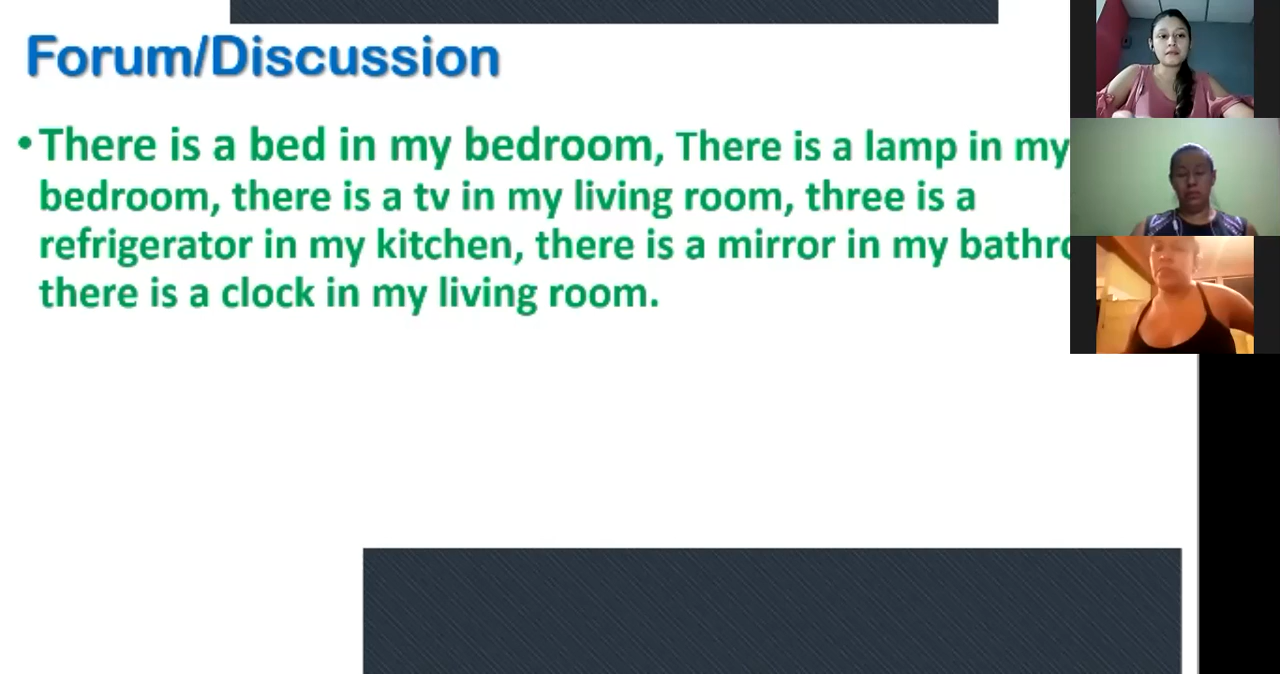 Forum/Discussion
• There is a bed in my bedroom, There is a lamp in my
bedroom, there is a tv in my living room, three is a
refrigerator in my kitchen, there is a mirror in my
there is a clock in my living room.